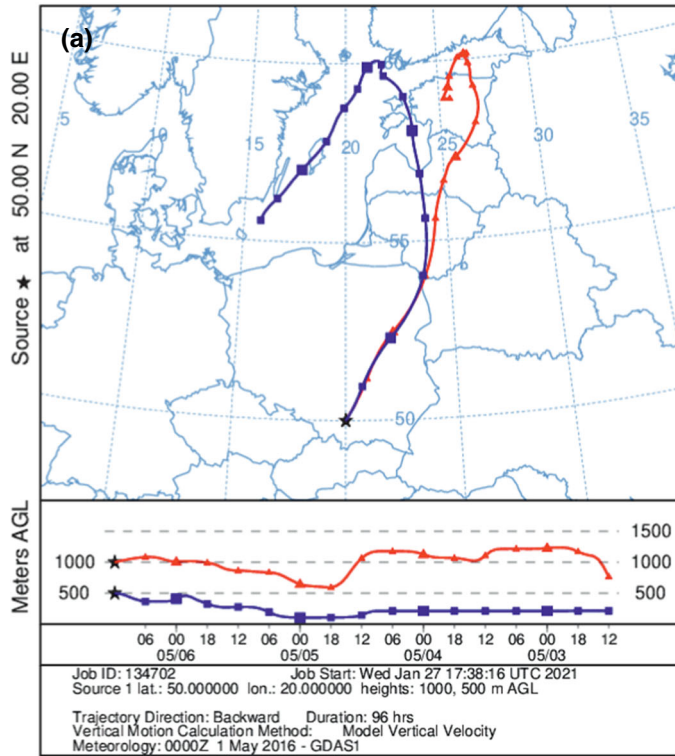 (a)
Source ★ at 50.00 N 20.00 E
5
10
15
20
25
30
35
60
55
50
Meters AGL
1500
1000 1000
500 500
06 00 18 12 06 00 18 12 06 00 18 12 06 00 18 12
05/06 05/05 05/04 05/03
Job ID: 134702 Job Start: Wed Jan 27 17:38:16 UTC 2021
Source 1 lat.: 50.000000 lon.: 20.000000 heights: 1000, 500 m AGL
Trajectory Direction: Backward Duration: 96 hrs
Vertical Motion Calculation Method: Model Vertical Velocity
Meteorology: 0000Z 1 May 2016 - GDAS1